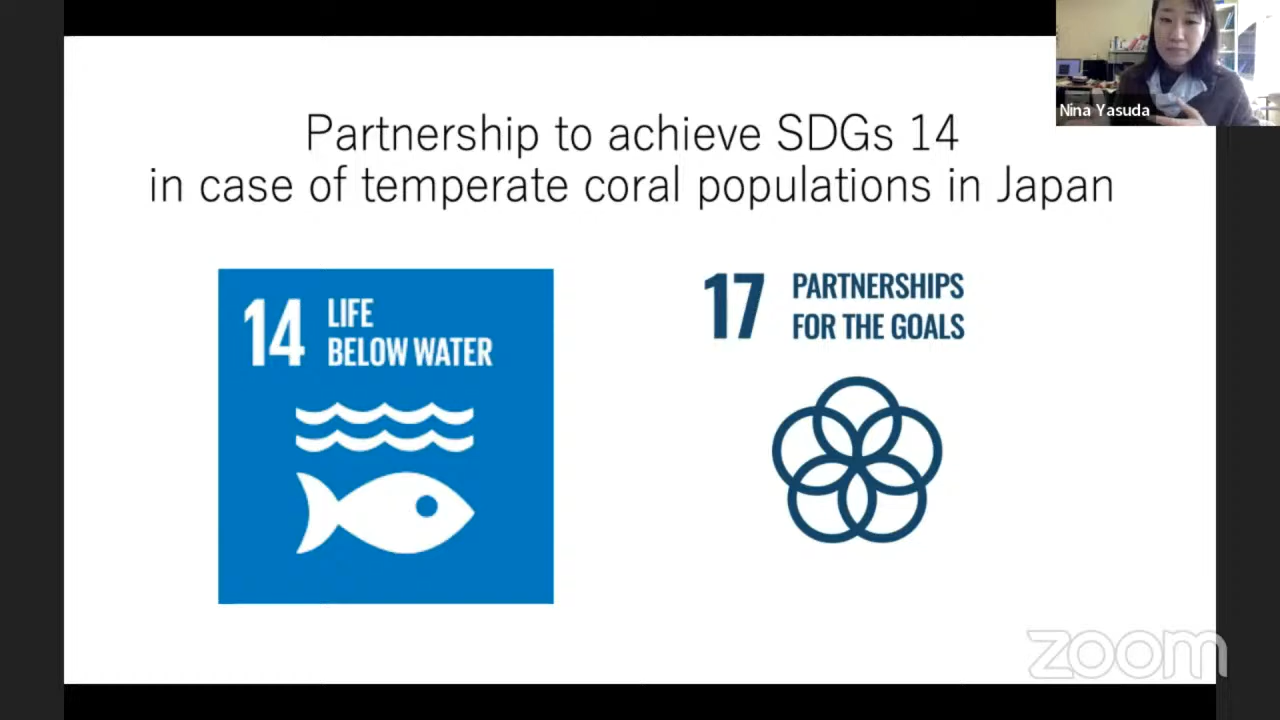 Nina Yasuda
Partnership to achieve SDGs 14
in case of temperate coral populations in Japan
14 LIFE
BELOW WATER
17 PARTNERSHIPS
FOR THE GOALS
zoom